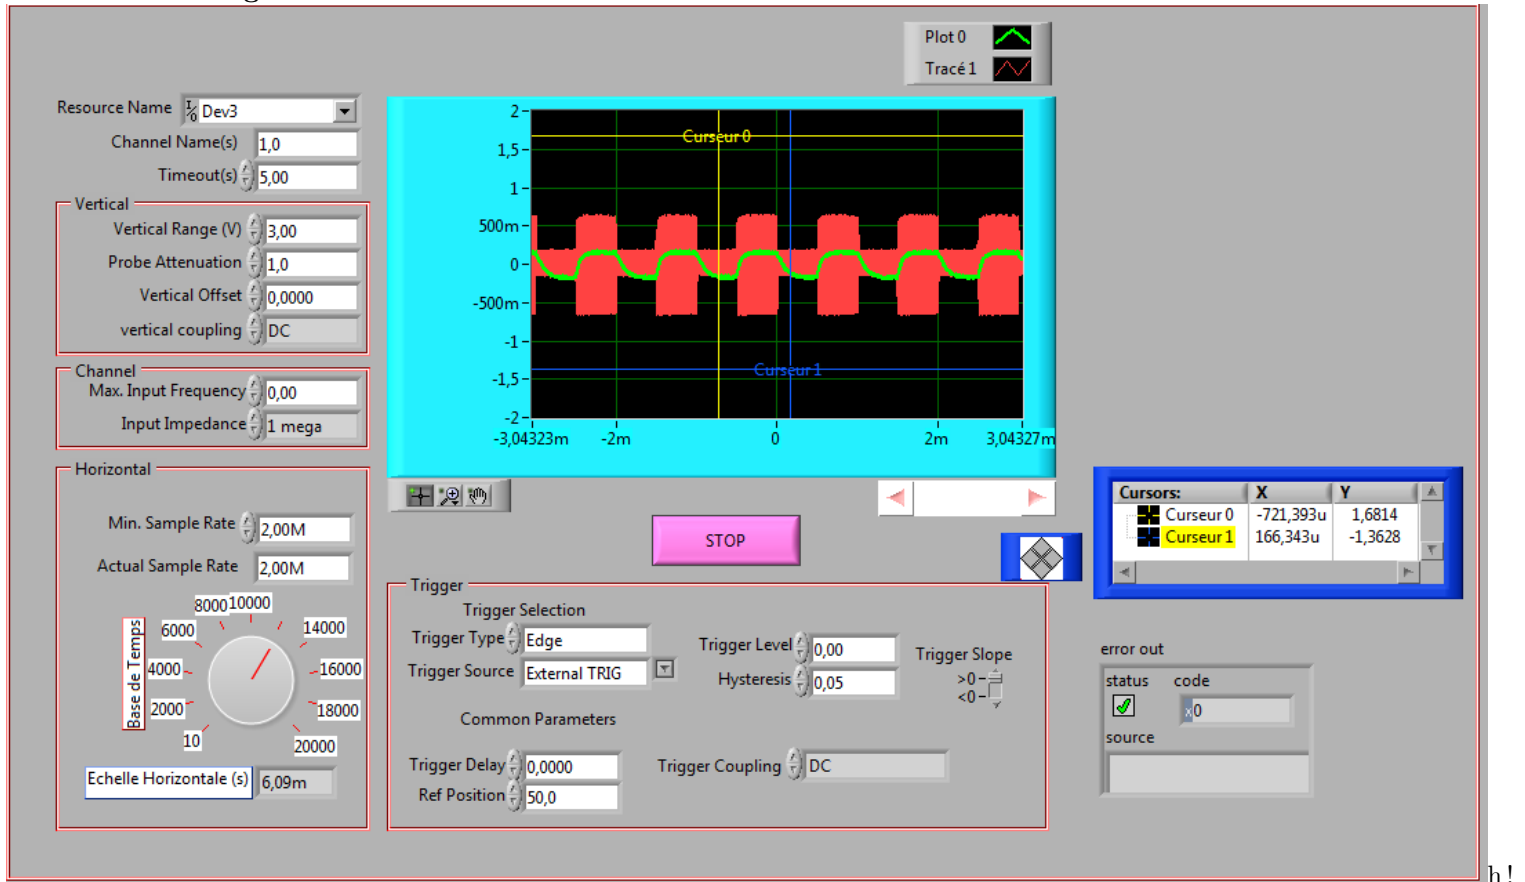 Plot 0
Tracé 1
Resource Name I/0 Dev3
Channel Name(s) 1,0
Timeout(s) 5,00
Vertical
Vertical Range (V) 3,00
Probe Attenuation 1,0
Vertical Offset 0,0000
vertical coupling DC
Channel
Max. Input Frequency 0,00
Input Impedance 1 mega
Horizontal
Min. Sample Rate 2,00M
Actual Sample Rate 2,00M
Base de Temps
10
2000
4000
6000
8000
10000
14000
16000
18000
20000
Echelle Horizontale (s) 6,09m
2
1,5
1
500m
0
-500m
-1
-1,5
-2
Curseur 0
Curseur 1
-3,04323m -2m 0 2m 3,04327m
STOP
Cursors: X Y
Curseur 0 -721,393u 1,6814
Curseur 1 166,343u -1,3628
Trigger
Trigger Selection
Trigger Type Edge
Trigger Source External TRIG
Trigger Level 0,00
Hysteresis 0,05
Trigger Slope
>0
<0
Common Parameters
Trigger Delay 0,0000
Ref Position 50,0
Trigger Coupling DC
error out
status code
x0
source
h!